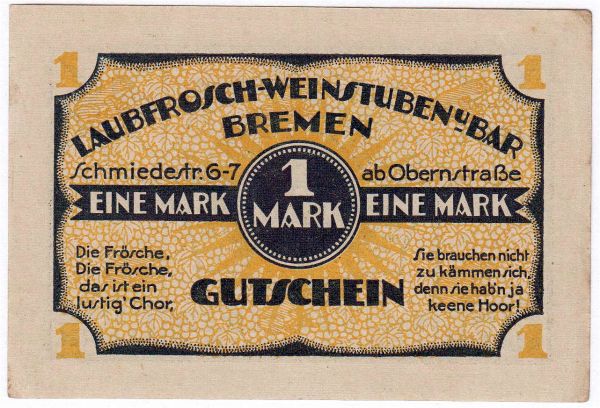 1 1
LAUBFROSCH-WEINSTUBEN U BAR
BREMEN
Schmiedestr. 6-7 ab Obernstraße
EINE MARK 1 MARK EINE MARK
Die Frösche,
Die Frösche,
das ist ein
lustig' Chor,
GUTSCHEIN
Sie brauchen nicht
zu kämmen sich,
denn sie hab'n ja
keene Hoor!
1 1